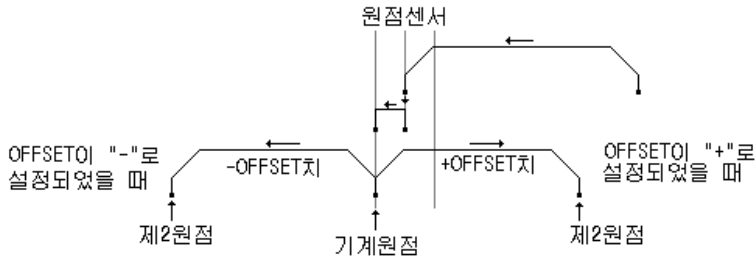 원점센서
OFFSET이 "-"로
설정되었을 때
-OFFSET치
+OFFSET치
OFFSET이 "+"로
설정되었을 때
제2원점
기계원점
제2원점